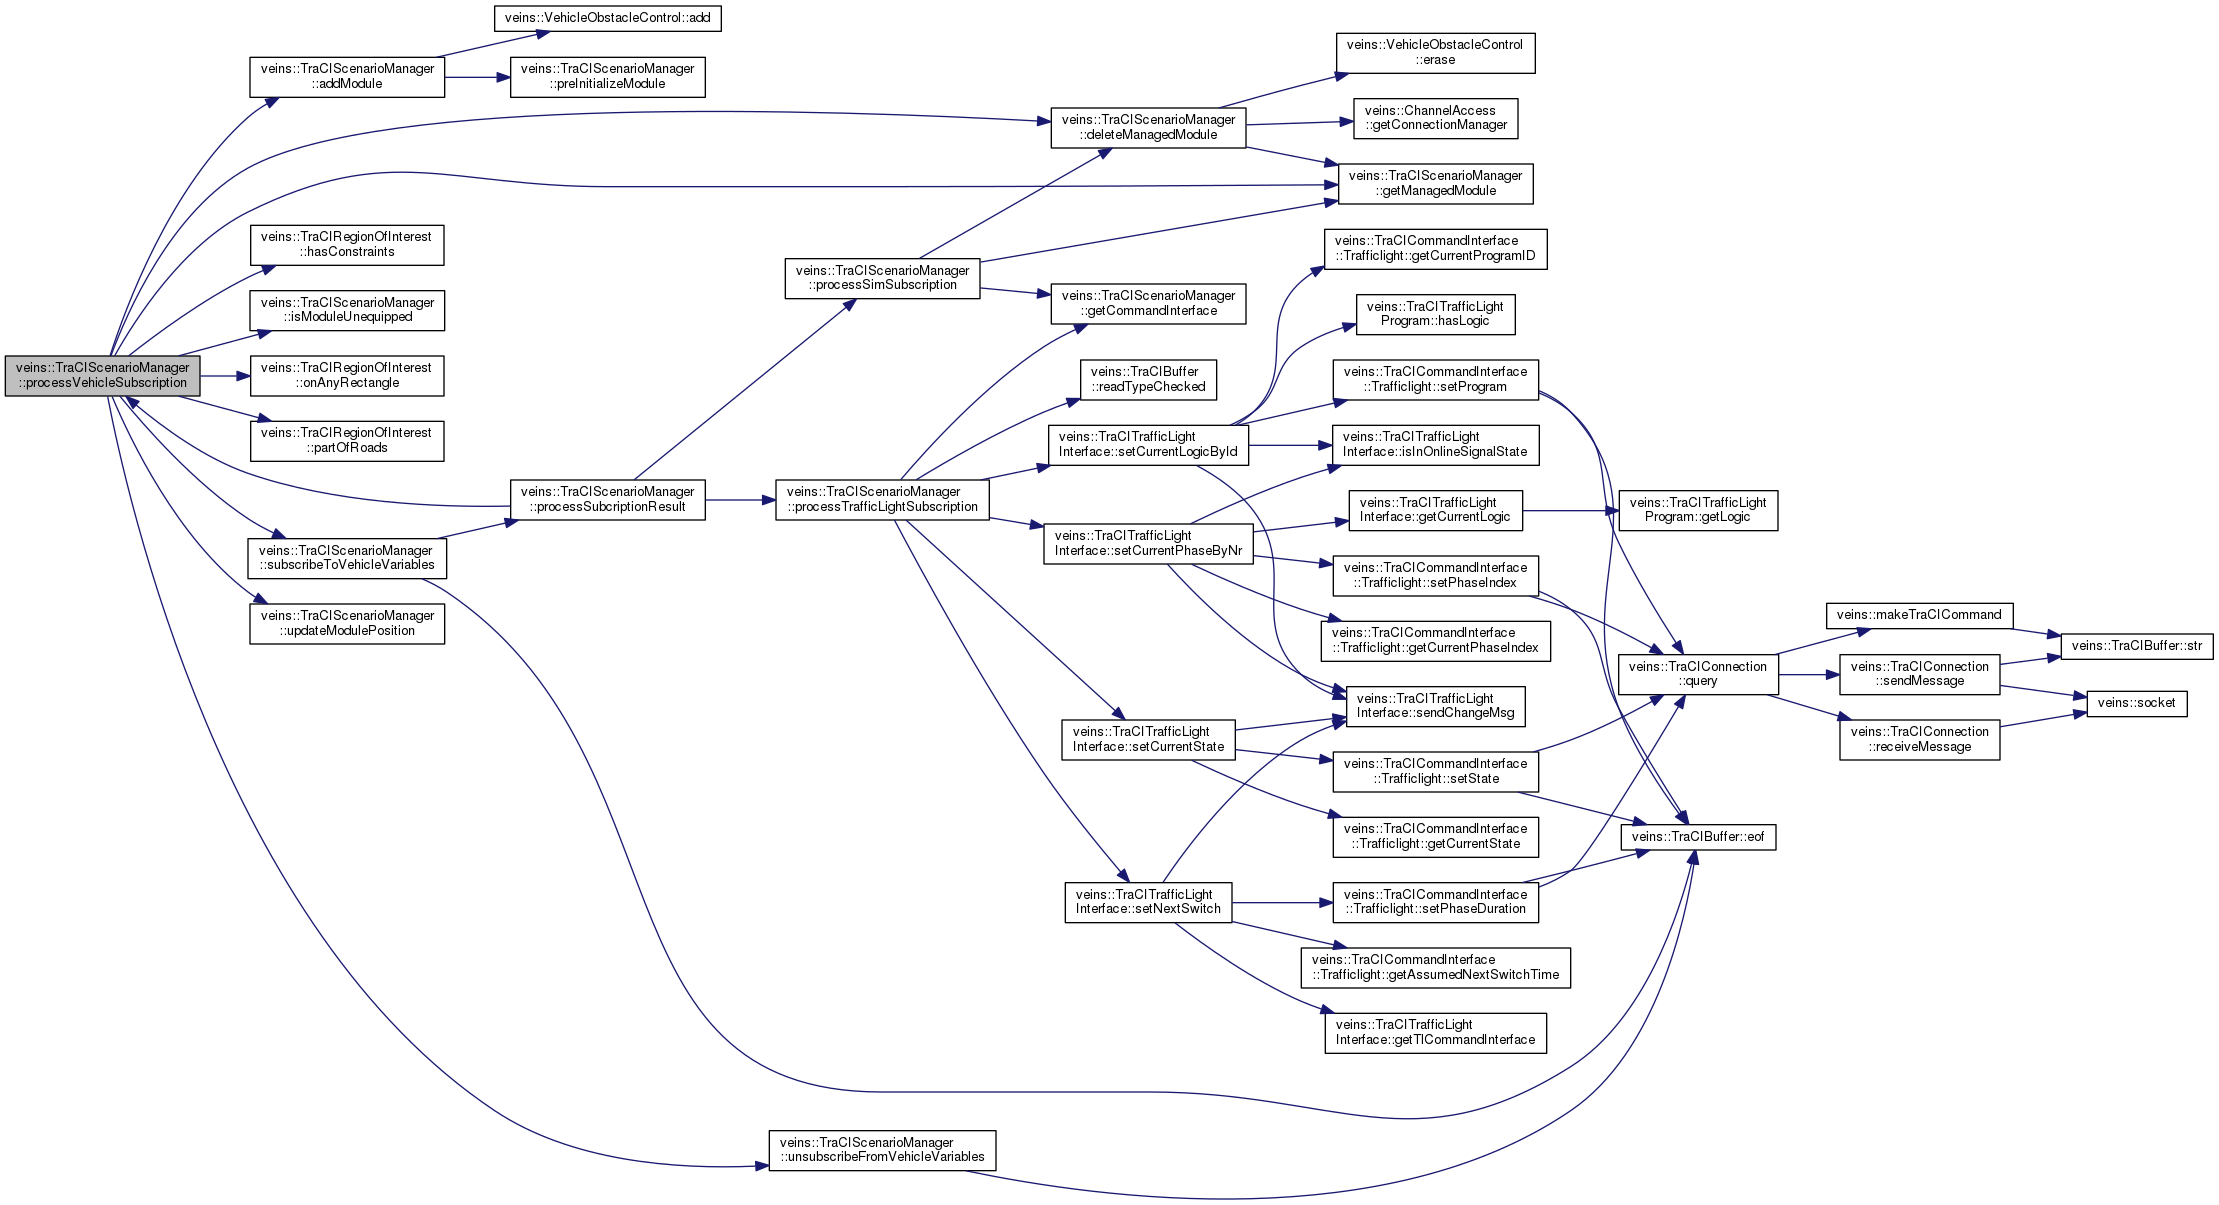 veins::VehicleObstacleControl::add
veins::TraCIScenarioManager
::addModule
veins::TraCIScenarioManager
::preInitializeModule
veins::VehicleObstacleControl
::erase
veins::TraCIScenarioManager
::deleteManagedModule
veins::ChannelAccess
::getConnectionManager
veins::TraCIScenarioManager
::getManagedModule
veins::TraCIRegionOfInterest
::hasConstraints
veins::TraCIScenarioManager
::processSimSubscription
veins::TraCICommandInterface
::Trafficlight::getCurrentProgramID
veins::TraCIScenarioManager
::isModuleUnequipped
veins::TraCIScenarioManager
::getCommandInterface
veins::TraCITrafficLight
Program::hasLogic
veins::TraCIScenarioManager
::processVehicleSubscription
veins::TraCIRegionOfInterest
::onAnyRectangle
veins::TraCIBuffer
::readTypeChecked
veins::TraCICommandInterface
::Trafficlight::setProgram
veins::TraCIRegionOfInterest
::partOfRoads
veins::TraCITrafficLight
Interface::setCurrentLogicById
veins::TraCITrafficLight
Interface::isInOnlineSignalState
veins::TraCIScenarioManager
::processSubcriptionResult
veins::TraCIScenarioManager
::processTrafficLightSubscription
veins::TraCITrafficLight
Interface::getCurrentLogic
veins::TraCITrafficLight
Program::getLogic
veins::TraCIScenarioManager
::subscribeToVehicleVariables
veins::TraCITrafficLight
Interface::setCurrentPhaseByNr
veins::TraCICommandInterface
::Trafficlight::setPhaseIndex
veins::TraCIScenarioManager
::updateModulePosition
veins::TraCICommandInterface
::Trafficlight::getCurrentPhaseIndex
veins::makeTraCICommand
veins::TraCIBuffer::str
veins::TraCIConnection
::query
veins::TraCIConnection
::sendMessage
veins::socket
veins::TraCITrafficLight
Interface::sendChangeMsg
veins::TraCIConnection
::receiveMessage
veins::TraCITrafficLight
Interface::setCurrentState
veins::TraCICommandInterface
::Trafficlight::setState
veins::TraCICommandInterface
::Trafficlight::getCurrentState
veins::TraCIBuffer::eof
veins::TraCITrafficLight
Interface::setNextSwitch
veins::TraCICommandInterface
::Trafficlight::setPhaseDuration
veins::TraCICommandInterface
::Trafficlight::getAssumedNextSwitchTime
veins::TraCITrafficLight
Interface::getTlCommandInterface
veins::TraCIScenarioManager
::unsubscribeFromVehicleVariables